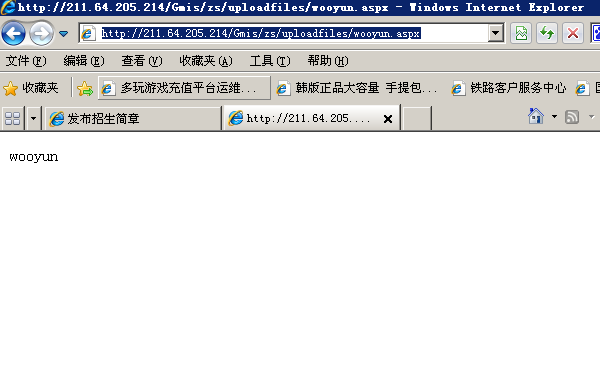 http://211.64.205.214/Gmis/zs/uploadfiles/wooyun.aspx - Windows Internet Explorer
http://211.64.205.214/Gmis/zs/uploadfiles/wooyun.aspx
文件(F) 编辑(E) 查看(V) 收藏夹(A) 工具(T) 帮助(H)
收藏夹 多玩游戏充值平台运维... 韩版正品大容量 手提包... 铁路客户服务中心
发布招生简章 http://211.64.205....
wooyun